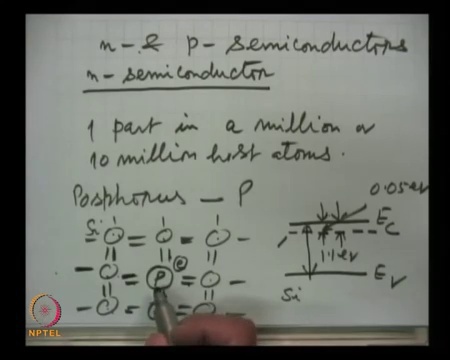 n- & p- semiconductors
n- semiconductor
1 part in a million or
10 million host atoms.
Posphorus - P
0.05 eV
Si
E_C
e
1.1 eV
P
E_V
Si
NPTEL